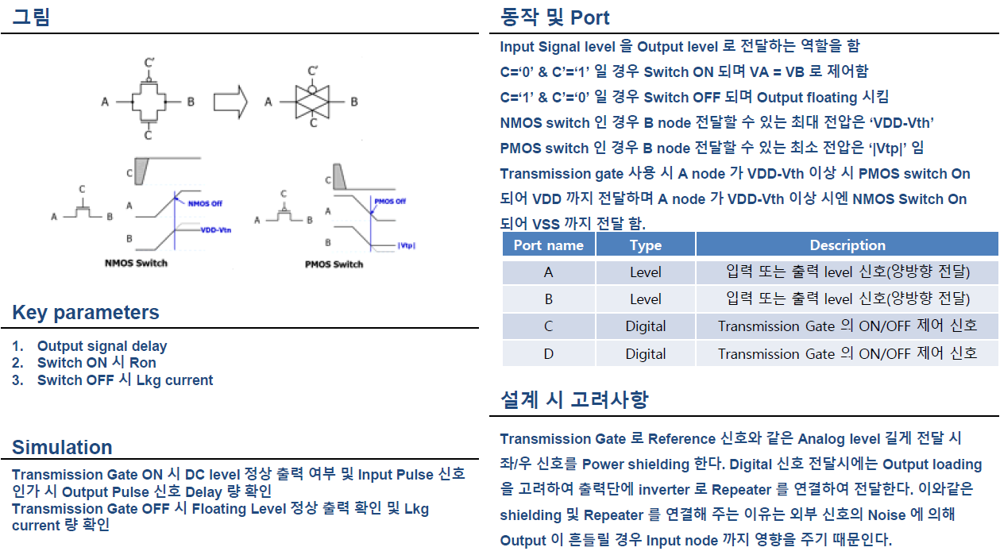 그림
C'
A
B
C
C'
A
B
C
C
A
B
C
A
B
NMOS Off
VDD-Vtn
NMOS Switch
C
A
B
C
A
B
PMOS Off
|Vtp|
PMOS Switch
Key parameters
1. Output signal delay
2. Switch ON 시 Ron
3. Switch OFF 시 Lkg current
Simulation
Transmission Gate ON 시 DC level 정상 출력 여부 및 Input Pulse 신호
인가 시 Output Pulse 신호 Delay 량 확인
Transmission Gate OFF 시 Floating Level 정상 출력 확인 및 Lkg
current 량 확인
동작 및 Port
Input Signal level 을 Output level 로 전달하는 역할을 함
C=‘0’ & C’=‘1’ 일 경우 Switch ON 되며 VA = VB 로 제어함
C=‘1’ & C’=‘0’ 일 경우 Switch OFF 되며 Output floating 시킴
NMOS switch 인 경우 B node 전달할 수 있는 최대 전압은 ‘VDD-Vth’
PMOS switch 인 경우 B node 전달할 수 있는 최소 전압은 ‘|Vtp|’ 임
Transmission gate 사용 시 A node 가 VDD-Vth 이상 시 PMOS switch On
되어 VDD 까지 전달하며 A node 가 VDD-Vth 이상 시엔 NMOS Switch On
되어 VSS 까지 전달 함.
Port name Type Description
A Level 입력 또는 출력 level 신호(양방향 전달)
B Level 입력 또는 출력 level 신호(양방향 전달)
C Digital Transmission Gate 의 ON/OFF 제어 신호
D Digital Transmission Gate 의 ON/OFF 제어 신호
설계 시 고려사항
Transmission Gate 로 Reference 신호와 같은 Analog level 길게 전달 시
좌/우 신호를 Power shielding 한다. Digital 신호 전달시에는 Output loading
을 고려하여 출력단에 inverter 로 Repeater 를 연결하여 전달한다. 이와같은
shielding 및 Repeater 를 연결해 주는 이유는 외부 신호의 Noise 에 의해
Output 이 흔들릴 경우 Input node 까지 영향을 주기 때문인다.